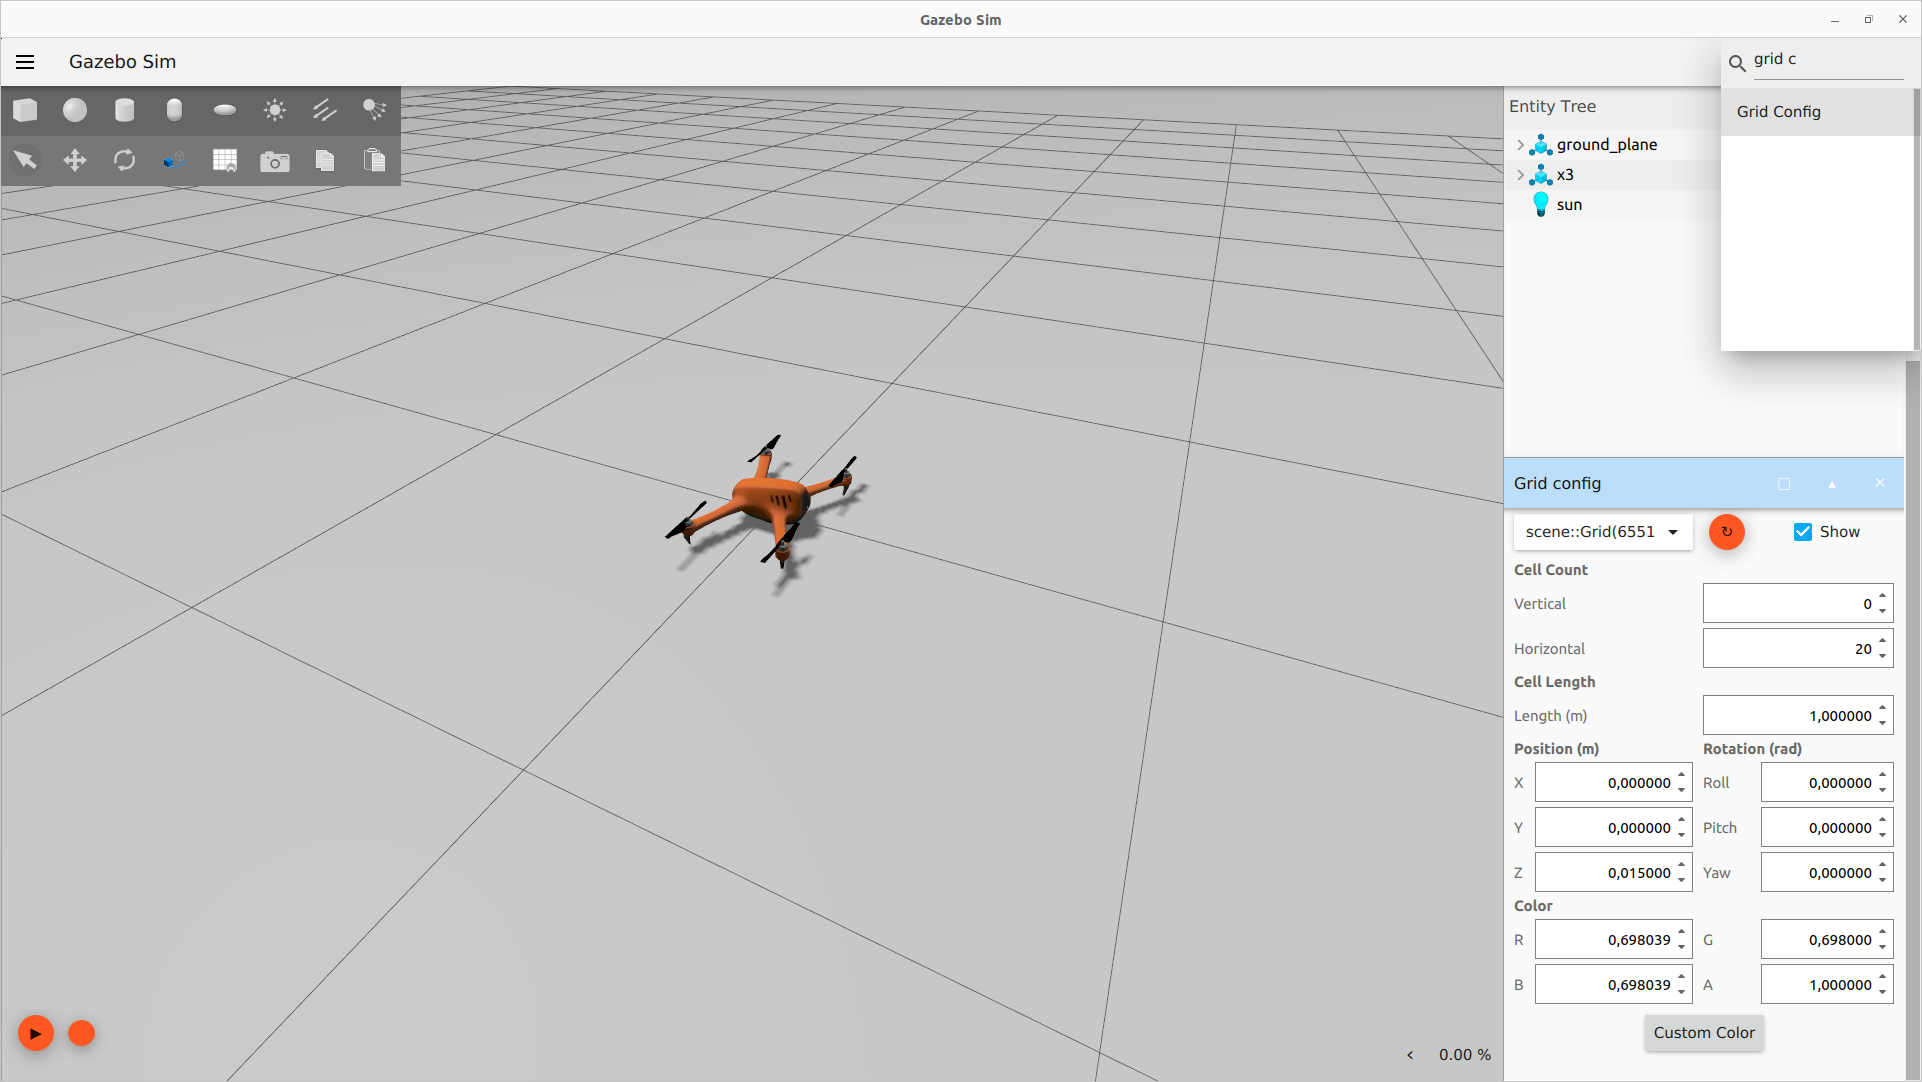 Gazebo Sim
Gazebo Sim
grid c
Grid Config
Entity Tree
ground_plane
x3
sun
Grid config
scene::Grid(6551
Show
Cell Count
Vertical 0
Horizontal 20
Cell Length
Length (m) 1,000000
Position (m) Rotation (rad)
X 0,000000 Roll 0,000000
Y 0,000000 Pitch 0,000000
Z 0,015000 Yaw 0,000000
Color
R 0,698039 G 0,698000
B 0,698039 A 1,000000
Custom Color
0.00 %